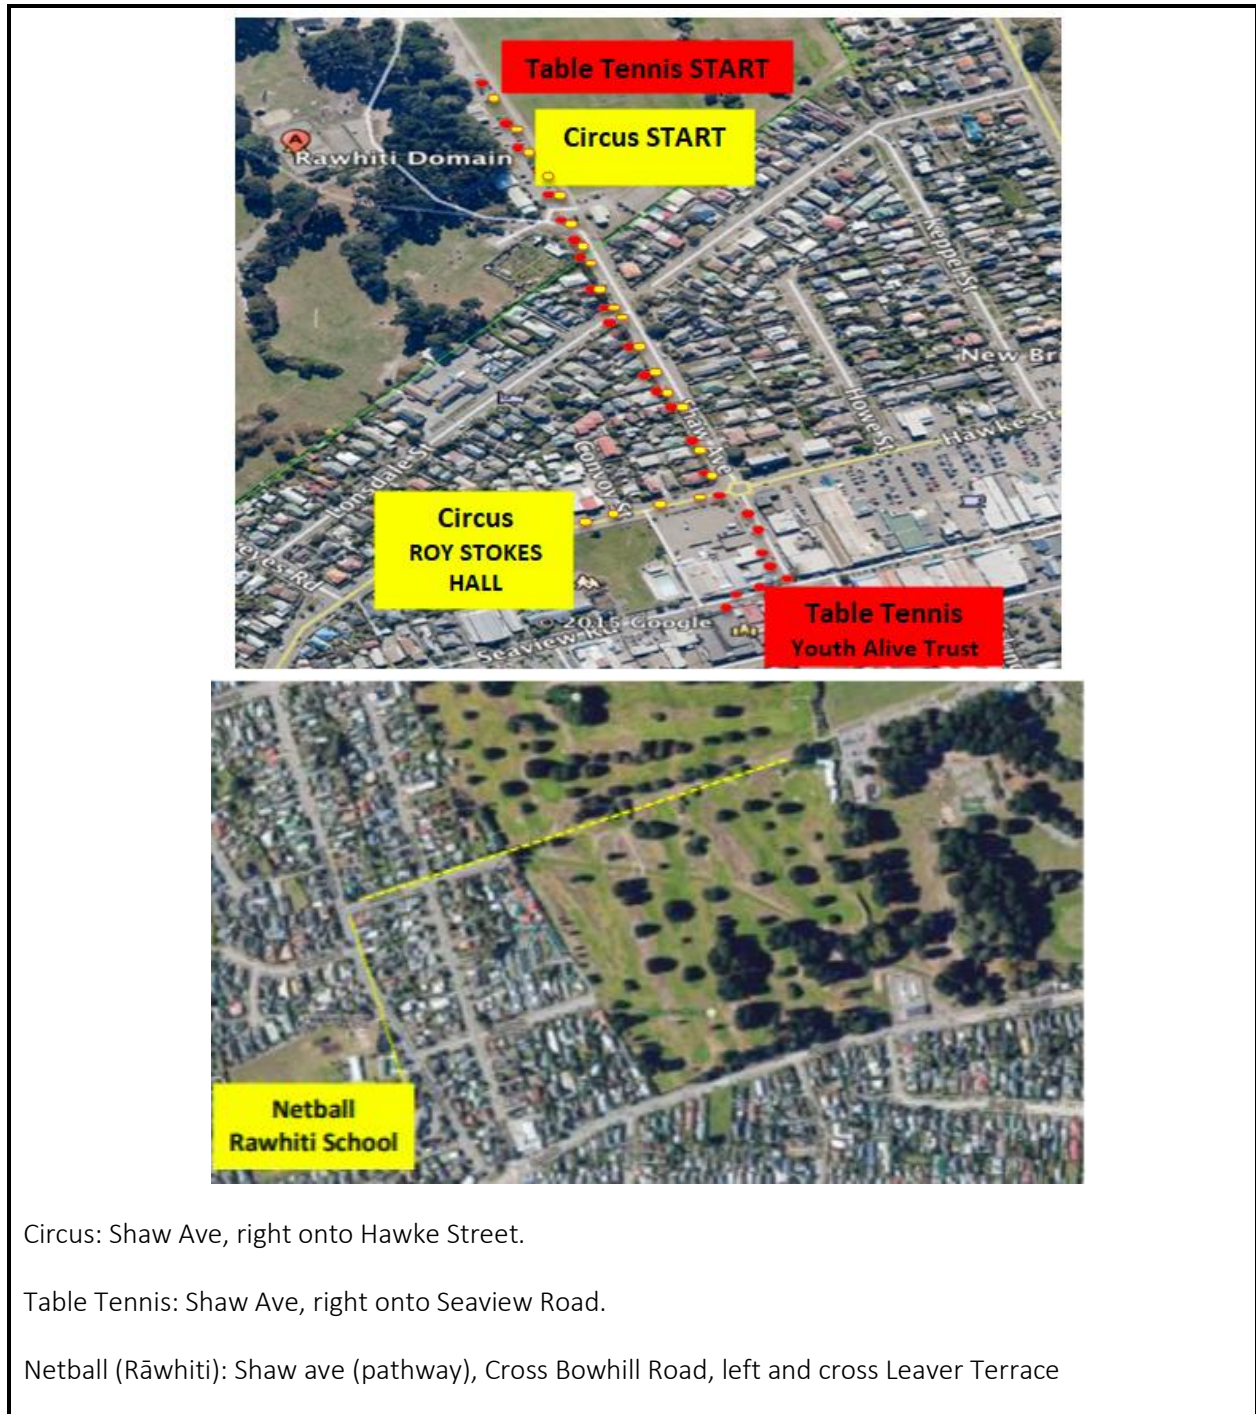 Table Tennis START
Circus START
A
Rawhiti Domain
Keppel St
New Bri
Shaw Ave
Howe St
Hawke St
Convoy St
Lonsdale St
Circus
ROY STOKES
HALL
Table Tennis
Youth Alive Trust
© 2015 Google
Seaview Rd
Netball
Rawhiti School
Circus: Shaw Ave, right onto Hawke Street.
Table Tennis: Shaw Ave, right onto Seaview Road.
Netball (Rāwhiti): Shaw ave (pathway), Cross Bowhill Road, left and cross Leaver Terrace